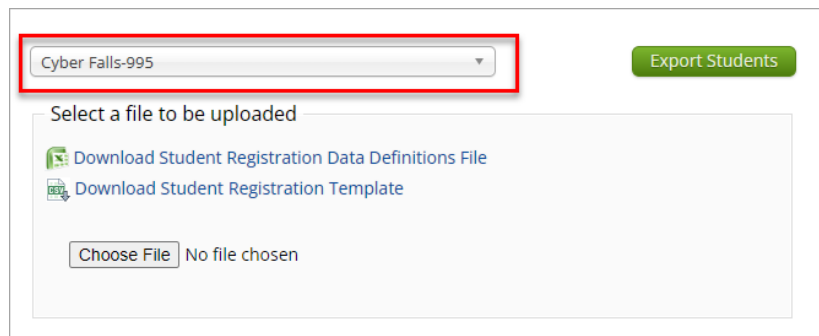 Cyber Falls-995
Export Students
Select a file to be uploaded
Download Student Registration Data Definitions File
Download Student Registration Template
Choose File No file chosen